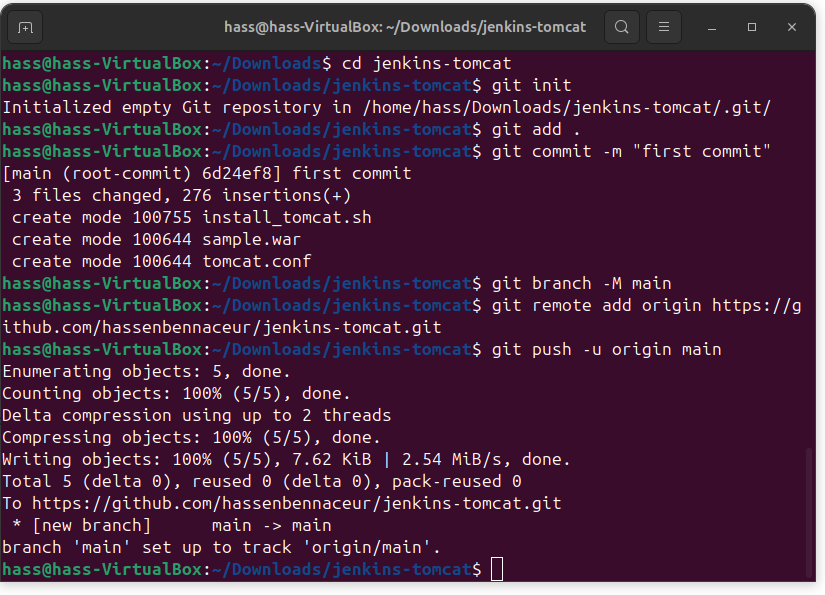 hass@hass-VirtualBox: ~/Downloads/jenkins-tomcat
hass@hass-VirtualBox:~/Downloads$ cd jenkins-tomcat
hass@hass-VirtualBox:~/Downloads/jenkins-tomcat$ git init
Initialized empty Git repository in /home/hass/Downloads/jenkins-tomcat/.git/
hass@hass-VirtualBox:~/Downloads/jenkins-tomcat$ git add .
hass@hass-VirtualBox:~/Downloads/jenkins-tomcat$ git commit -m "first commit"
[main (root-commit) 6d24ef8] first commit
 3 files changed, 276 insertions(+)
 create mode 100755 install_tomcat.sh
 create mode 100644 sample.war
 create mode 100644 tomcat.conf
hass@hass-VirtualBox:~/Downloads/jenkins-tomcat$ git branch -M main
hass@hass-VirtualBox:~/Downloads/jenkins-tomcat$ git remote add origin https://g
ithub.com/hassenbennaceur/jenkins-tomcat.git
hass@hass-VirtualBox:~/Downloads/jenkins-tomcat$ git push -u origin main
Enumerating objects: 5, done.
Counting objects: 100% (5/5), done.
Delta compression using up to 2 threads
Compressing objects: 100% (5/5), done.
Writing objects: 100% (5/5), 7.62 KiB | 2.54 MiB/s, done.
Total 5 (delta 0), reused 0 (delta 0), pack-reused 0
To https://github.com/hassenbennaceur/jenkins-tomcat.git
 * [new branch]      main -> main
branch 'main' set up to track 'origin/main'.
hass@hass-VirtualBox:~/Downloads/jenkins-tomcat$